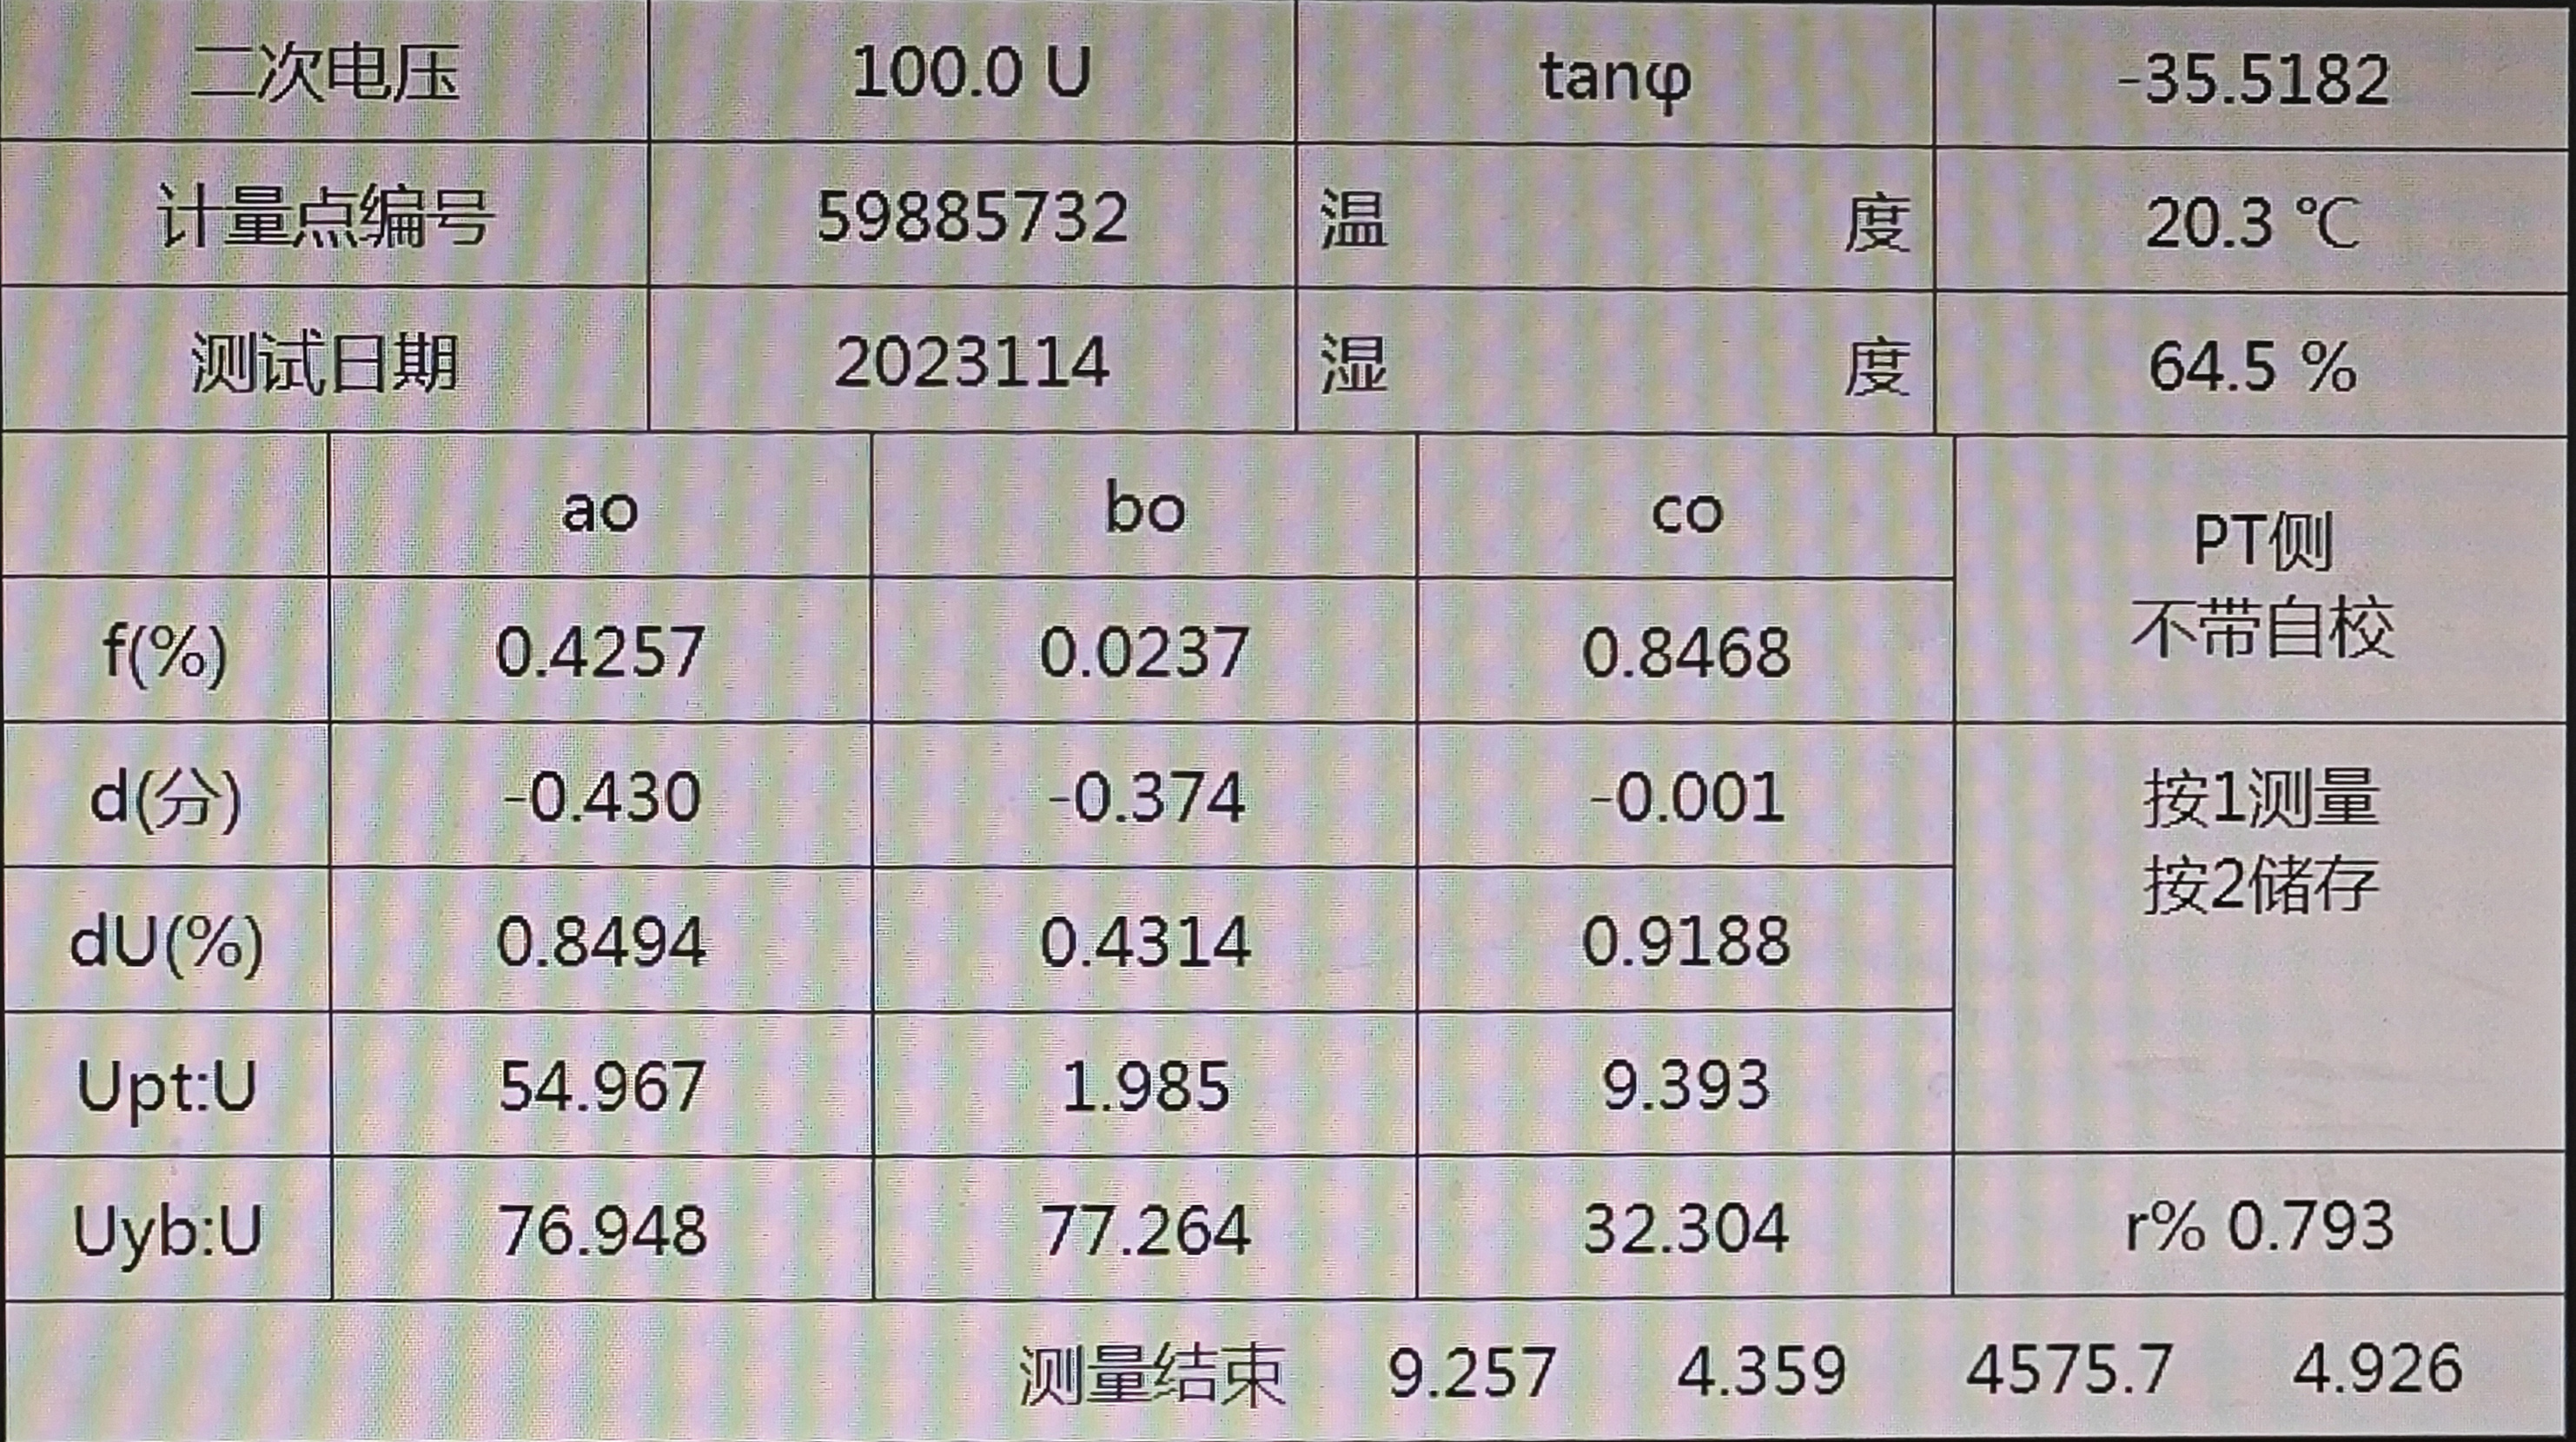 二次电压 100.0 U tanφ -35.5182
计量点编号 59885732 温度 20.3 ℃
测试日期 2023114 湿度 64.5 %
ao bo co PT侧
不带自校
f(%) 0.4257 0.0237 0.8468
d(分) -0.430 -0.374 -0.001 按1测量
按2储存
dU(%) 0.8494 0.4314 0.9188
Upt:U 54.967 1.985 9.393
Uyb:U 76.948 77.264 32.304 r% 0.793
测量结束 9.257 4.359 4575.7 4.926